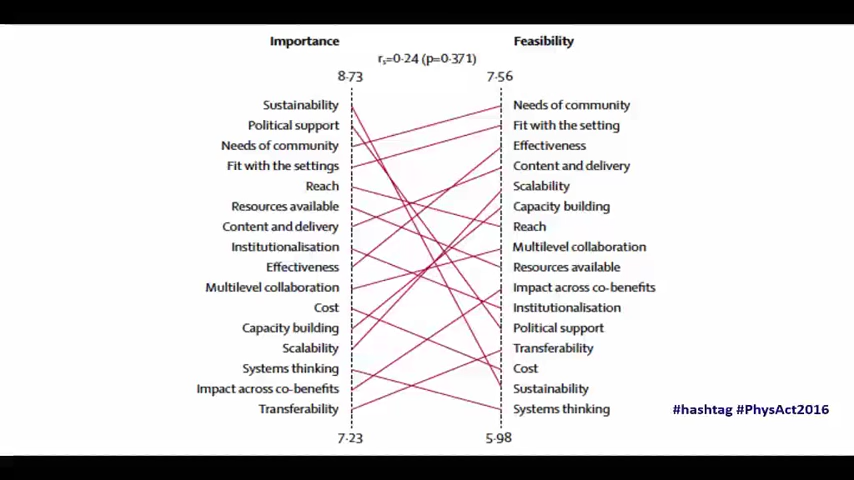 Importance
Feasibility
rs=0·24 (p=0·371)
8·73
7·56
Sustainability
Political support
Needs of community
Fit with the settings
Reach
Resources available
Content and delivery
Institutionalisation
Effectiveness
Multilevel collaboration
Cost
Capacity building
Scalability
Systems thinking
Impact across co-benefits
Transferability
Needs of community
Fit with the setting
Effectiveness
Content and delivery
Scalability
Capacity building
Reach
Multilevel collaboration
Resources available
Impact across co-benefits
Institutionalisation
Political support
Transferability
Cost
Sustainability
Systems thinking
7·23
5·98
#hashtag #PhysAct2016